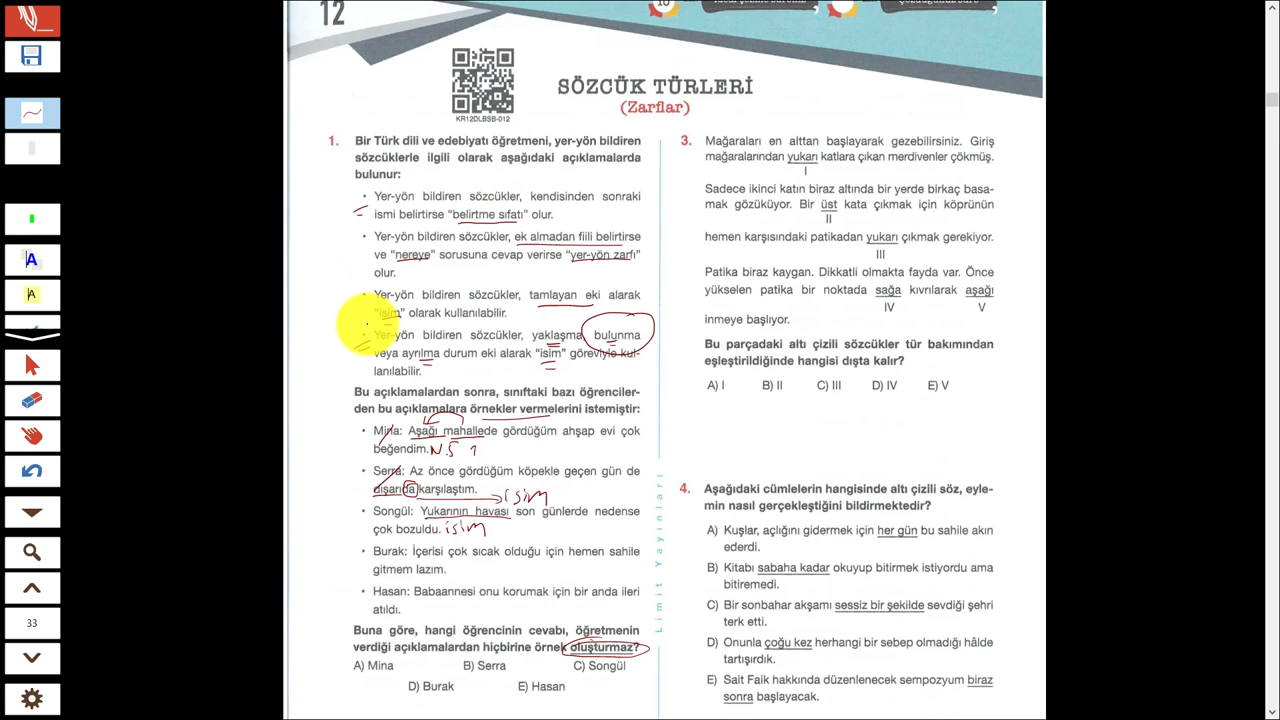 12
SÖZCÜK TÜRLERİ
(Zarflar)
KR12DLBSB-012
1. Bir Türk dili ve edebiyatı öğretmeni, yer-yön bildiren
sözcüklerle ilgili olarak aşağıdaki açıklamalarda
bulunur:
• Yer-yön bildiren sözcükler, kendisinden sonraki
ismi belirtirse "belirtme sıfatı" olur.
• Yer-yön bildiren sözcükler, ek almadan fiili belirtirse
ve "nereye" sorusuna cevap verirse "yer-yön zarfı"
olur.
• Yer-yön bildiren sözcükler, tamlayan eki alarak
"isim" olarak kullanılabilir.
• Yer-yön bildiren sözcükler, yaklaşma, bulunma
veya ayrılma durum eki alarak "isim" göreviyle kul-
lanılabilir.
Bu açıklamalardan sonra, sınıftaki bazı öğrenciler-
den bu açıklamalara örnekler vermelerini istemiştir:
• Mina: Aşağı mahallede gördüğüm ahşap evi çok
beğendim. N.S
• Serra: Az önce gördüğüm köpekle geçen gün de
dışarıda karşılaştım. isim
• Songül: Yukarının havası son günlerde nedense
çok bozuldu. isim
• Burak: İçerisi çok sıcak olduğu için hemen sahile
gitmem lazım.
• Hasan: Babaannesi onu korumak için bir anda ileri
atıldı.
Buna göre, hangi öğrencinin cevabı, öğretmenin
verdiği açıklamalardan hiçbirine örnek oluşturmaz?
A) Mina B) Serra C) Songül
D) Burak E) Hasan
Limit Yayınları
3. Mağaraları en alttan başlayarak gezebilirsiniz. Giriş
mağaralarından yukarı katlara çıkan merdivenler çökmüş.
I
Sadece ikinci katın biraz altında bir yerde birkaç basa-
mak gözüküyor. Bir üst kata çıkmak için köprünün
II
hemen karşısındaki patikadan yukarı çıkmak gerekiyor.
III
Patika biraz kaygan. Dikkatli olmakta fayda var. Önce
yükselen patika bir noktada sağa kıvrılarak aşağı
IV V
inmeye başlıyor.
Bu parçadaki altı çizili sözcükler tür bakımından
eşleştirildiğinde hangisi dışta kalır?
A) I B) II C) III D) IV E) V
4. Aşağıdaki cümlelerin hangisinde altı çizili söz, eyle-
min nasıl gerçekleştiğini bildirmektedir?
A) Kuşlar, açlığını gidermek için her gün bu sahile akın
ederdi.
B) Kitabı sabaha kadar okuyup bitirmek istiyordu ama
bitiremedi.
C) Bir sonbahar akşamı sessiz bir şekilde sevdiği şehri
terk etti.
D) Onunla çoğu kez herhangi bir sebep olmadığı hâlde
tartışırdık.
E) Sait Faik hakkında düzenlenecek sempozyum biraz
sonra başlayacak.
A
A
33